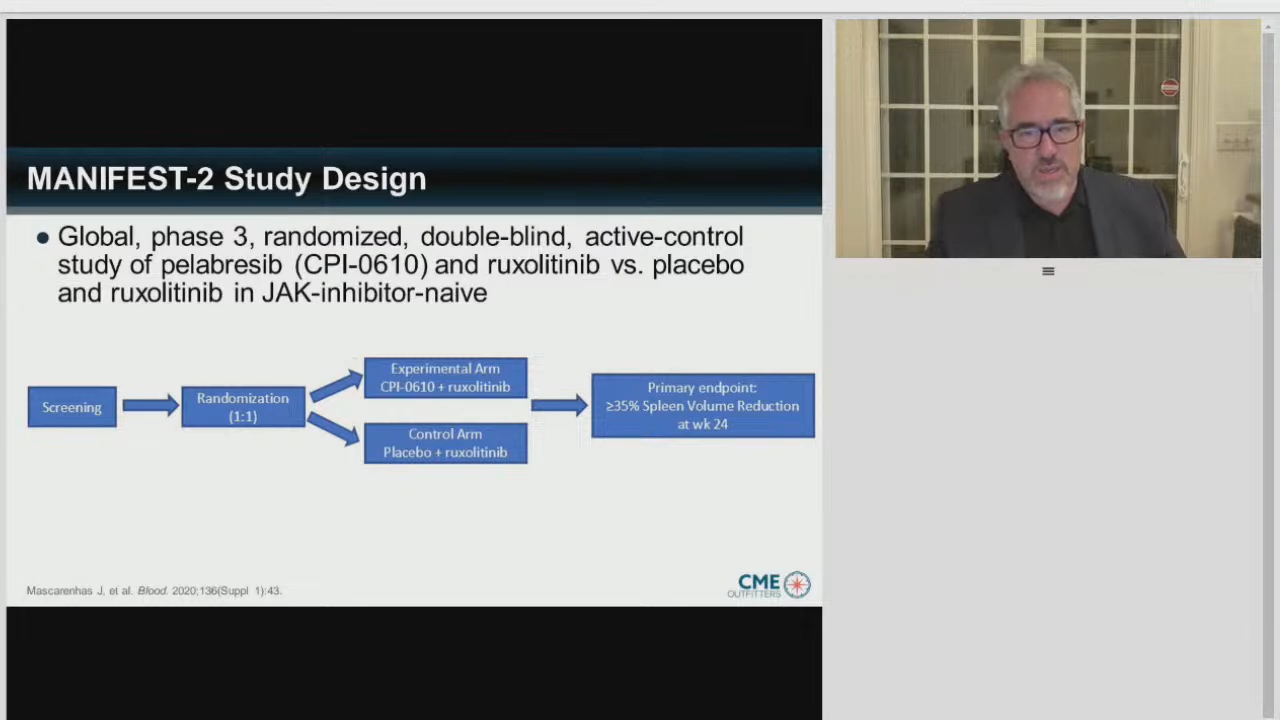 MANIFEST-2 Study Design
● Global, phase 3, randomized, double-blind, active-control
study of pelabresib (CPI-0610) and ruxolitinib vs. placebo
and ruxolitinib in JAK-inhibitor-naive
Screening
Randomization
(1:1)
Experimental Arm
CPI-0610 + ruxolitinib
Control Arm
Placebo + ruxolitinib
Primary endpoint:
≥35% Spleen Volume Reduction
at wk 24
Mascarenhas J, et al. Blood. 2020;136(Suppl 1):43.
CME
OUTFITTERS